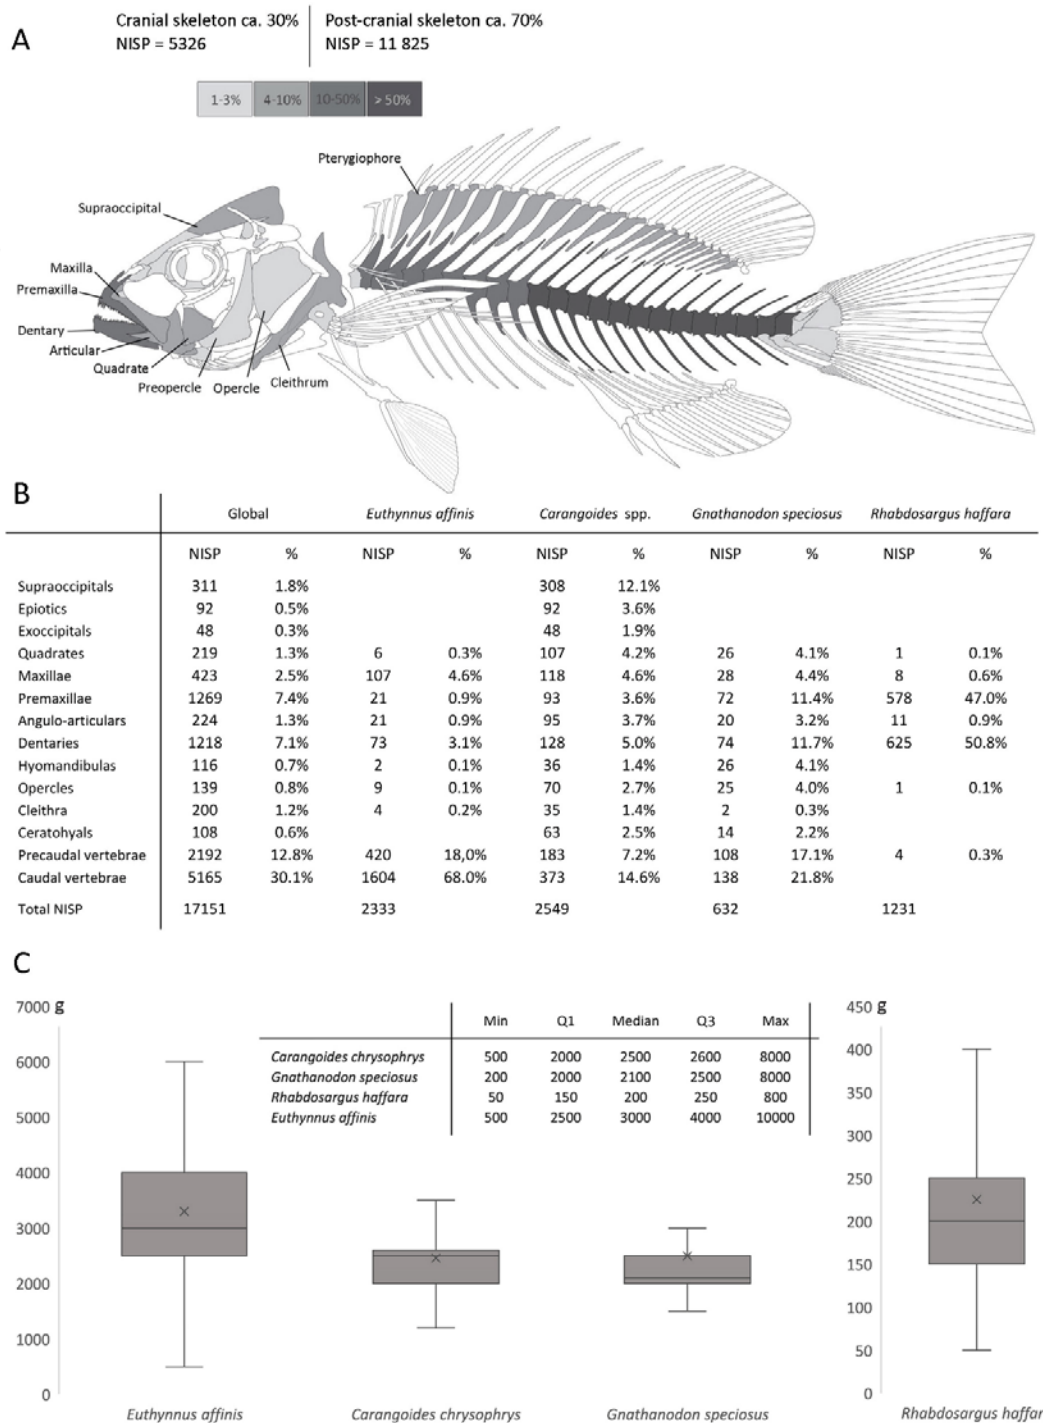 A
Cranial skeleton ca. 30% Post-cranial skeleton ca. 70%
NISP = 5326 NISP = 11 825
1-3% 4-10% 10-50% > 50%
Pterygiophore
Supraoccipital
Maxilla
Premaxilla
Dentary
Articular
Quadrate
Preopercle Opercle Cleithrum
B
Global Euthynnus affinis Carangoides spp. Gnathanodon speciosus Rhabdosargus haffara
NISP % NISP % NISP % NISP % NISP %
Supraoccipitals 311 1.8% 308 12.1%
Epiotics 92 0.5% 92 3.6%
Exoccipitals 48 0.3% 48 1.9%
Quadrates 219 1.3% 6 0.3% 107 4.2% 26 4.1% 1 0.1%
Maxillae 423 2.5% 107 4.6% 118 4.6% 28 4.4% 8 0.6%
Premaxillae 1269 7.4% 21 0.9% 93 3.6% 72 11.4% 578 47.0%
Angulo-articulars 224 1.3% 21 0.9% 95 3.7% 20 3.2% 11 0.9%
Dentaries 1218 7.1% 73 3.1% 128 5.0% 74 11.7% 625 50.8%
Hyomandibulas 116 0.7% 2 0.1% 36 1.4% 26 4.1%
Opercles 139 0.8% 9 0.1% 70 2.7% 25 4.0% 1 0.1%
Cleithra 200 1.2% 4 0.2% 35 1.4% 2 0.3%
Ceratohyals 108 0.6% 63 2.5% 14 2.2%
Precaudal vertebrae 2192 12.8% 420 18,0% 183 7.2% 108 17.1% 4 0.3%
Caudal vertebrae 5165 30.1% 1604 68.0% 373 14.6% 138 21.8%
Total NISP 17151 2333 2549 632 1231
C
7000 g
6000
5000
4000
3000
2000
1000
0
Min Q1 Median Q3 Max
Carangoides chrysophrys 500 2000 2500 2600 8000
Gnathanodon speciosus 200 2000 2100 2500 8000
Rhabdosargus haffara 50 150 200 250 800
Euthynnus affinis 500 2500 3000 4000 10000
450 g
400
350
300
250
200
150
100
50
0
Euthynnus affinis Carangoides chrysophrys Gnathanodon speciosus Rhabdosargus haffar